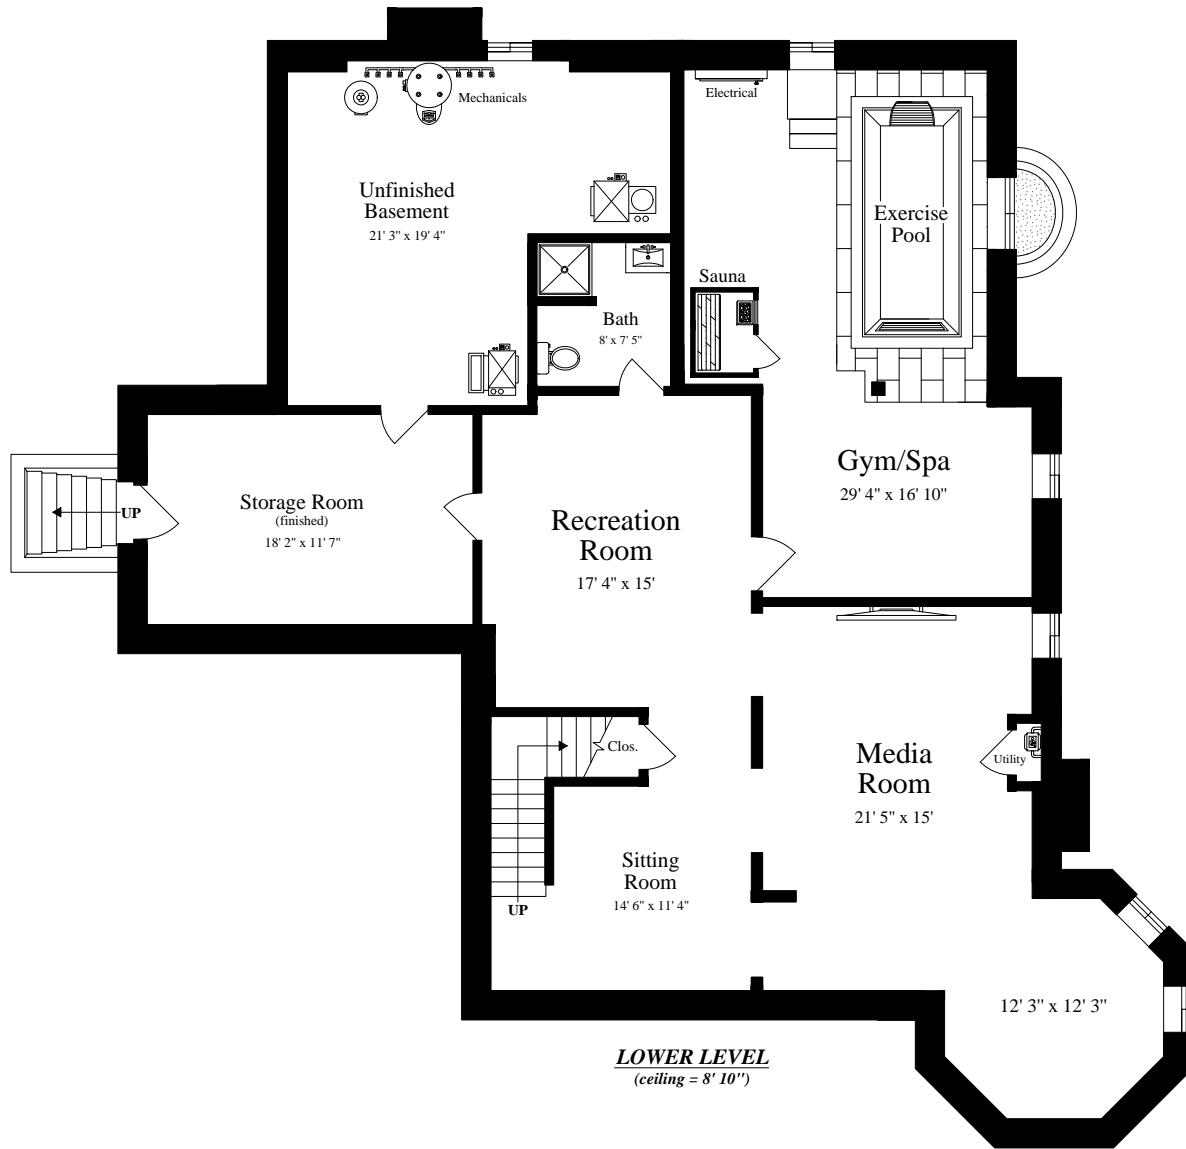 Mechanicals
Electrical
Unfinished
Basement
21' 3" x 19' 4"
Exercise
Pool
Sauna
Bath
8' x 7' 5"
Gym/Spa
29' 4" x 16' 10"
Storage Room
(finished)
18' 2" x 11' 7"
UP
Recreation
Room
17' 4" x 15'
Clos.
Media
Room
21' 5" x 15'
Utility
Sitting
Room
14' 6" x 11' 4"
UP
12' 3" x 12' 3"
LOWER LEVEL
(ceiling = 8' 10")